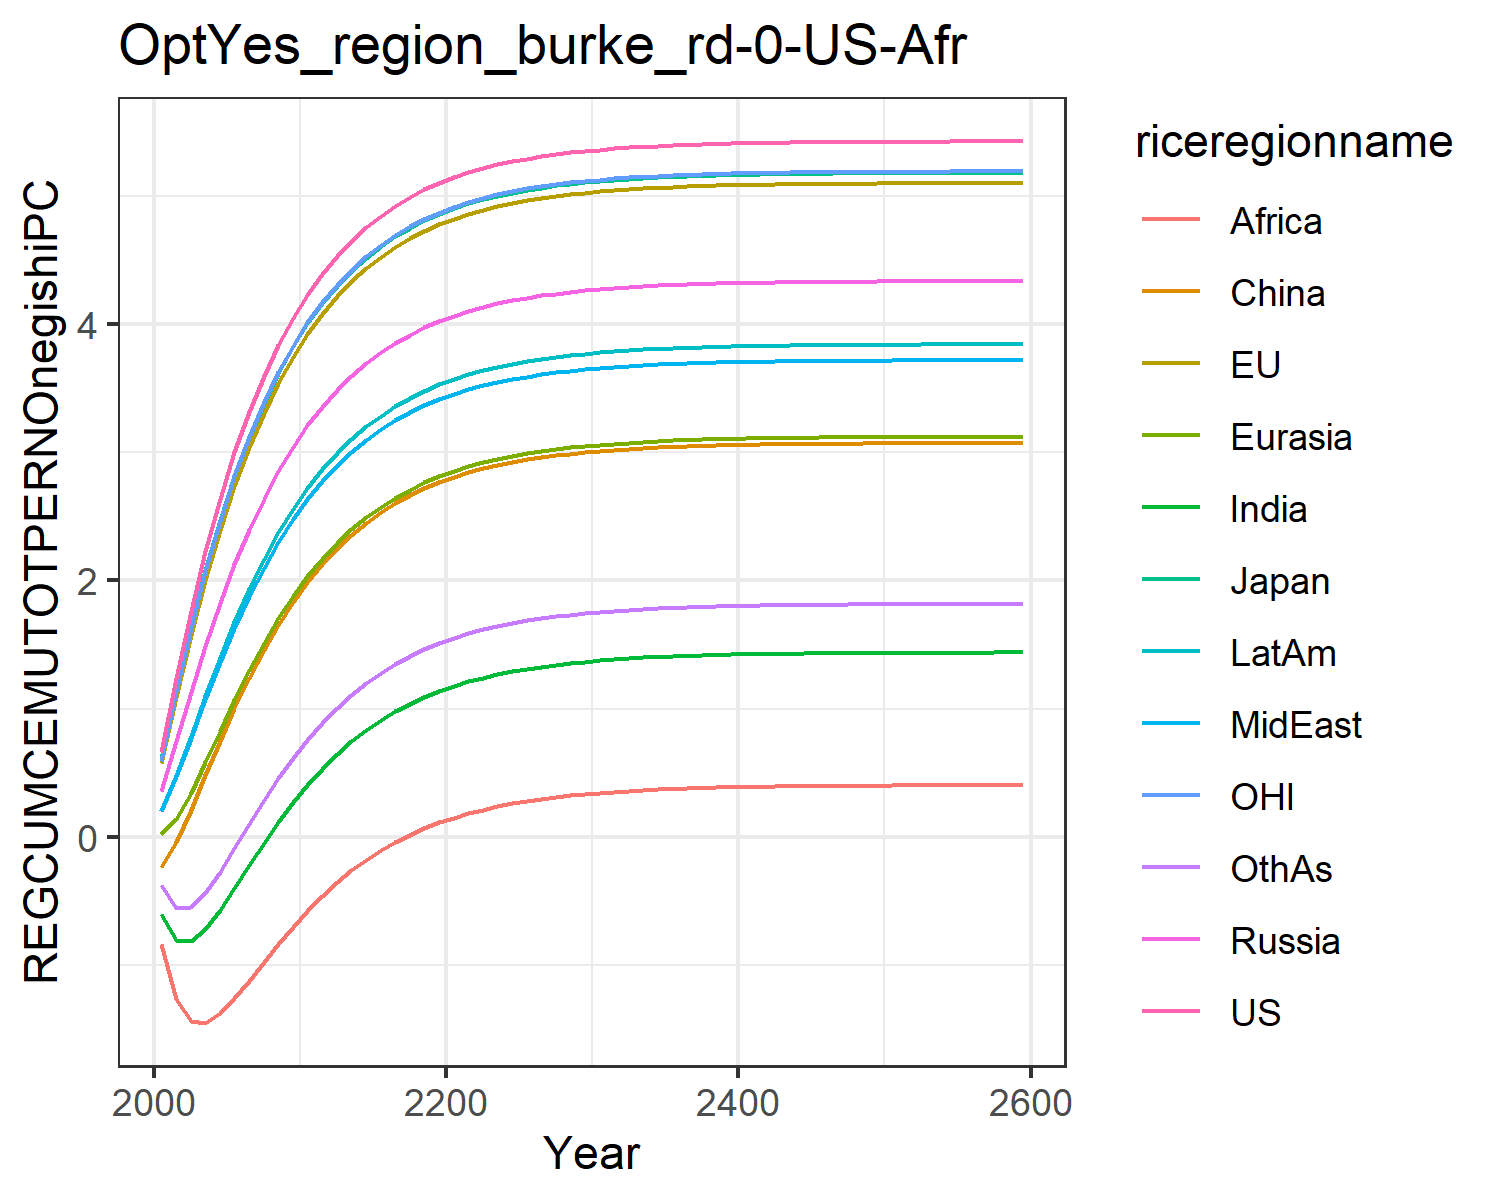 OptYes_region_burke_rd-0-US-Afr
REGCUMCEMUTOTPERNOnegishiPC
4
2
0
2000
2200
2400
2600
Year
riceregionname
Africa
China
EU
Eurasia
India
Japan
LatAm
MidEast
OHI
OthAs
Russia
US